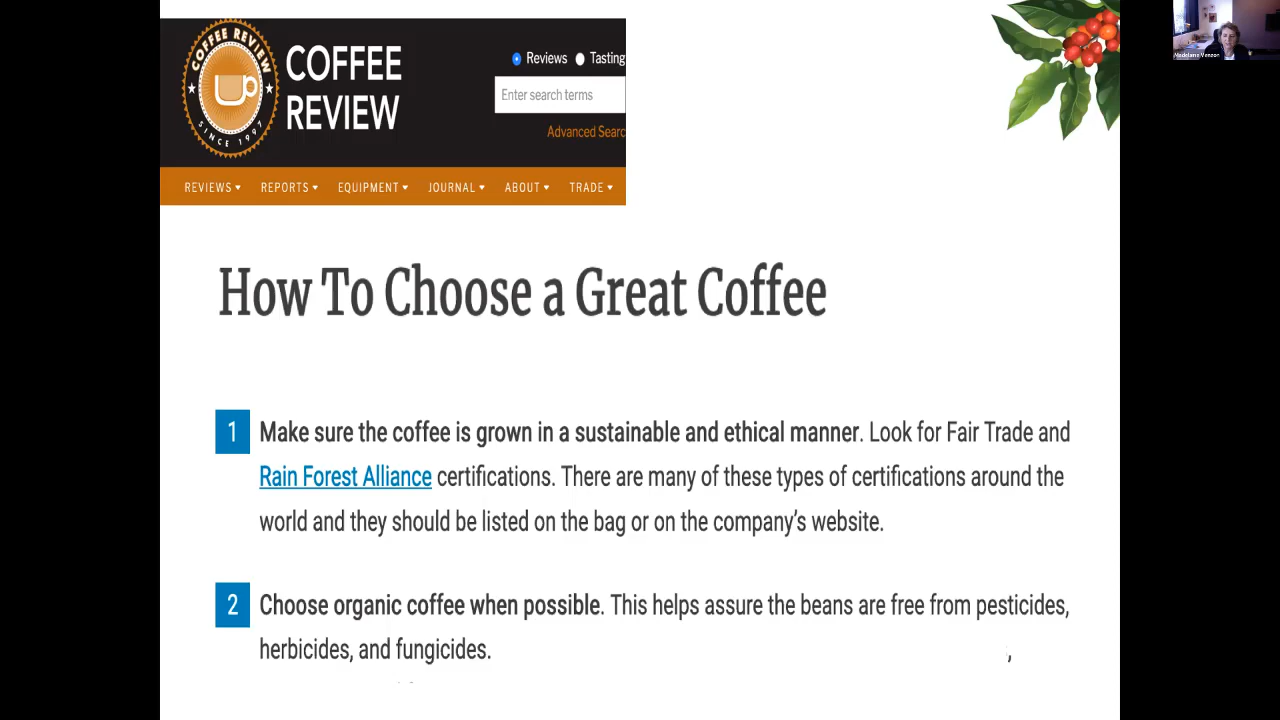 COFFEE REVIEW
SINCE 1997
COFFEE
REVIEW
Reviews Tasting
Enter search terms
Advanced Searc
REVIEWS REPORTS EQUIPMENT JOURNAL ABOUT TRADE
How To Choose a Great Coffee
1 Make sure the coffee is grown in a sustainable and ethical manner. Look for Fair Trade and
Rain Forest Alliance certifications. There are many of these types of certifications around the
world and they should be listed on the bag or on the company's website.
2 Choose organic coffee when possible. This helps assure the beans are free from pesticides,
herbicides, and fungicides.